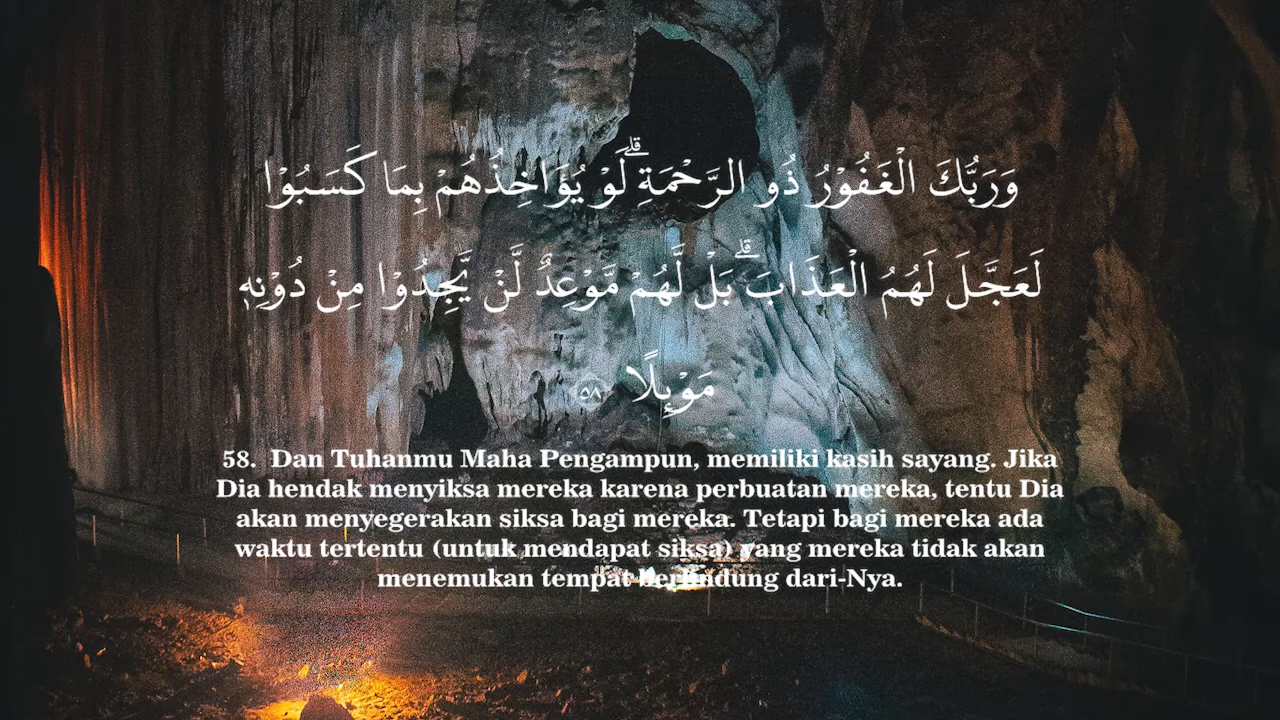 وَرَبُّكَ الْغَفُوْرُ ذُو الرَّحْمَةِۗ لَوْ يُؤَاخِذُهُمْ بِمَا كَسَبُوْا
لَعَجَّلَ لَهُمُ الْعَذَابَۗ بَلْ لَّهُمْ مَّوْعِدٌ لَّنْ يَّجِدُوْا مِنْ دُوْنِهٖ
مَوْىِٕلًا ٥٨
58. Dan Tuhanmu Maha Pengampun, memiliki kasih sayang. Jika
Dia hendak menyiksa mereka karena perbuatan mereka, tentu Dia
akan menyegerakan siksa bagi mereka. Tetapi bagi mereka ada
waktu tertentu (untuk mendapat siksa) yang mereka tidak akan
menemukan tempat berlindung dari-Nya.